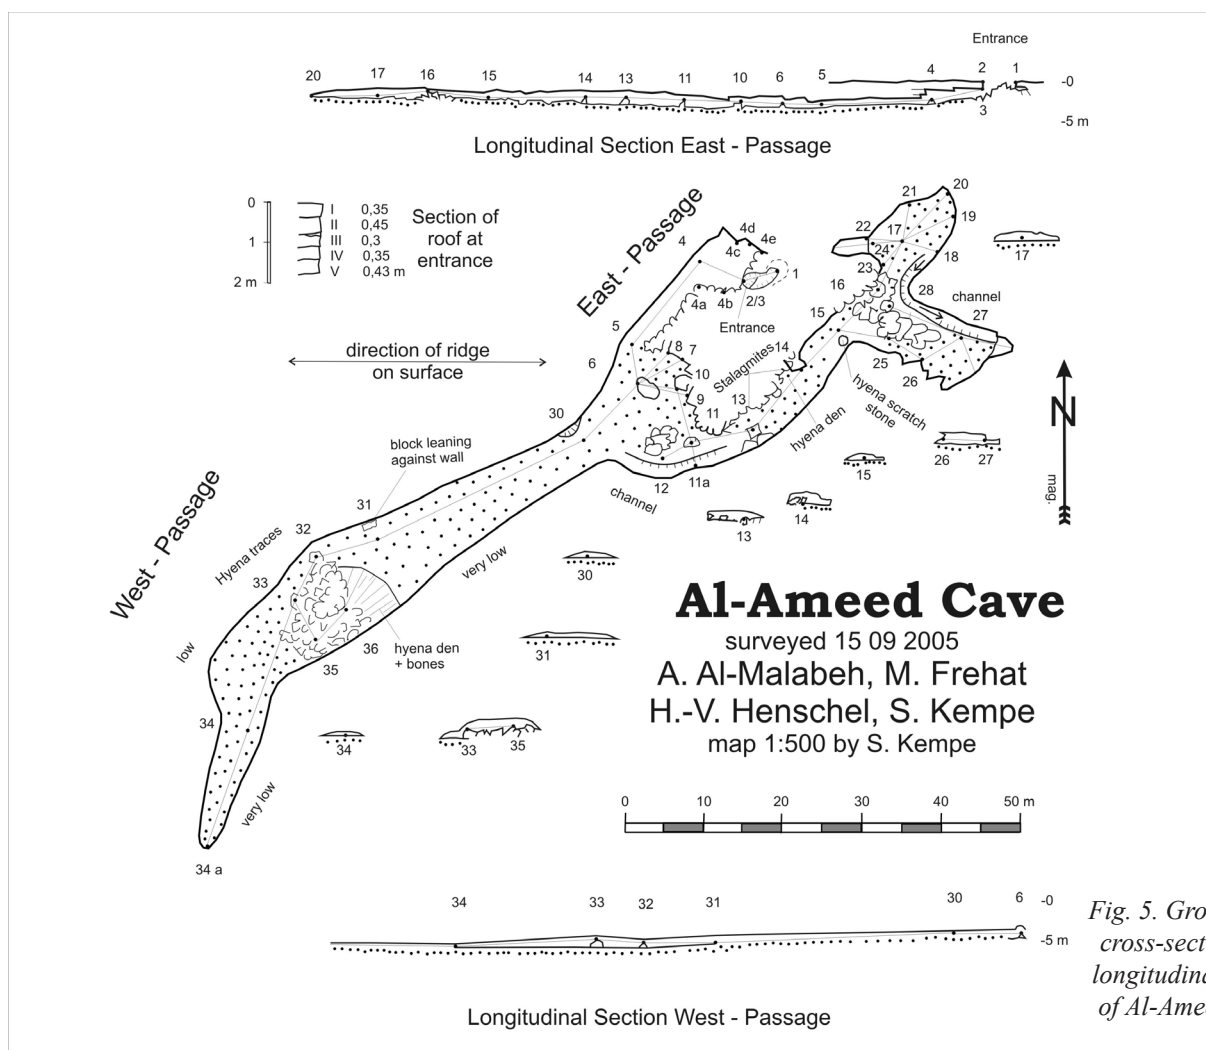 Entrance
20 17 16 15 14 13 11 10 6 5 4 2 1 -0
3
-5 m
Longitudinal Section East - Passage
0
1
2 m
I 0,35
II 0,45
III 0,3
IV 0,35
V 0,43 m
Section of
roof at
entrance
East - Passage
4
4d
4c
4e
1
4a
4b
2/3
Entrance
20
21
19
22
17
24
18
23
17
16
28
channel
15
27
5
direction of ridge
on surface
6
8
7
10
Stalagmites
14
9
13
11
25
26
hyena scratch
stone
30
hyena den
block leaning
against wall
26
27
15
12
11a
channel
N
mag.
14
13
West - Passage
31
32
Hyena traces
33
very low
30
Al-Ameed Cave
surveyed 15 09 2005
A. Al-Malabeh, M. Frehat
H.-V. Henschel, S. Kempe
map 1:500 by S. Kempe
low
36
hyena den
+ bones
35
31
34
34
33
35
very low
34 a
0 10 20 30 40 50 m
34 33 32 31 30 6 -0
-5 m
Longitudinal Section West - Passage
Fig. 5. Gro
cross-sect
longitudina
of Al-Amee